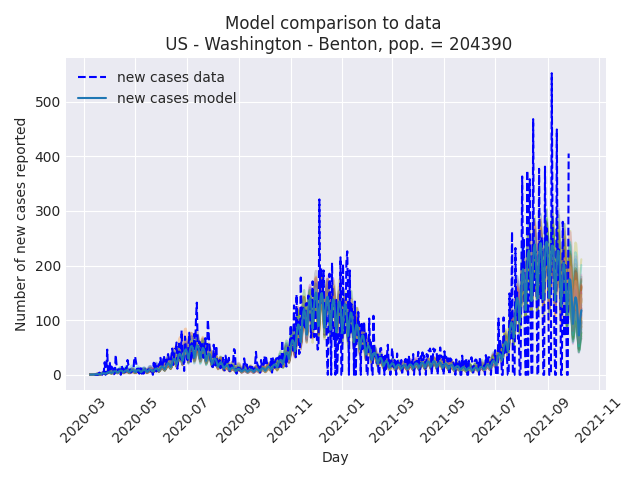 Model comparison to data
US - Washington - Benton, pop. = 204390
new cases data
new cases model
Number of new cases reported
500
400
300
200
100
0
2020-03
2020-05
2020-07
2020-09
2020-11
2021-01
2021-03
2021-05
2021-07
2021-09
2021-11
Day